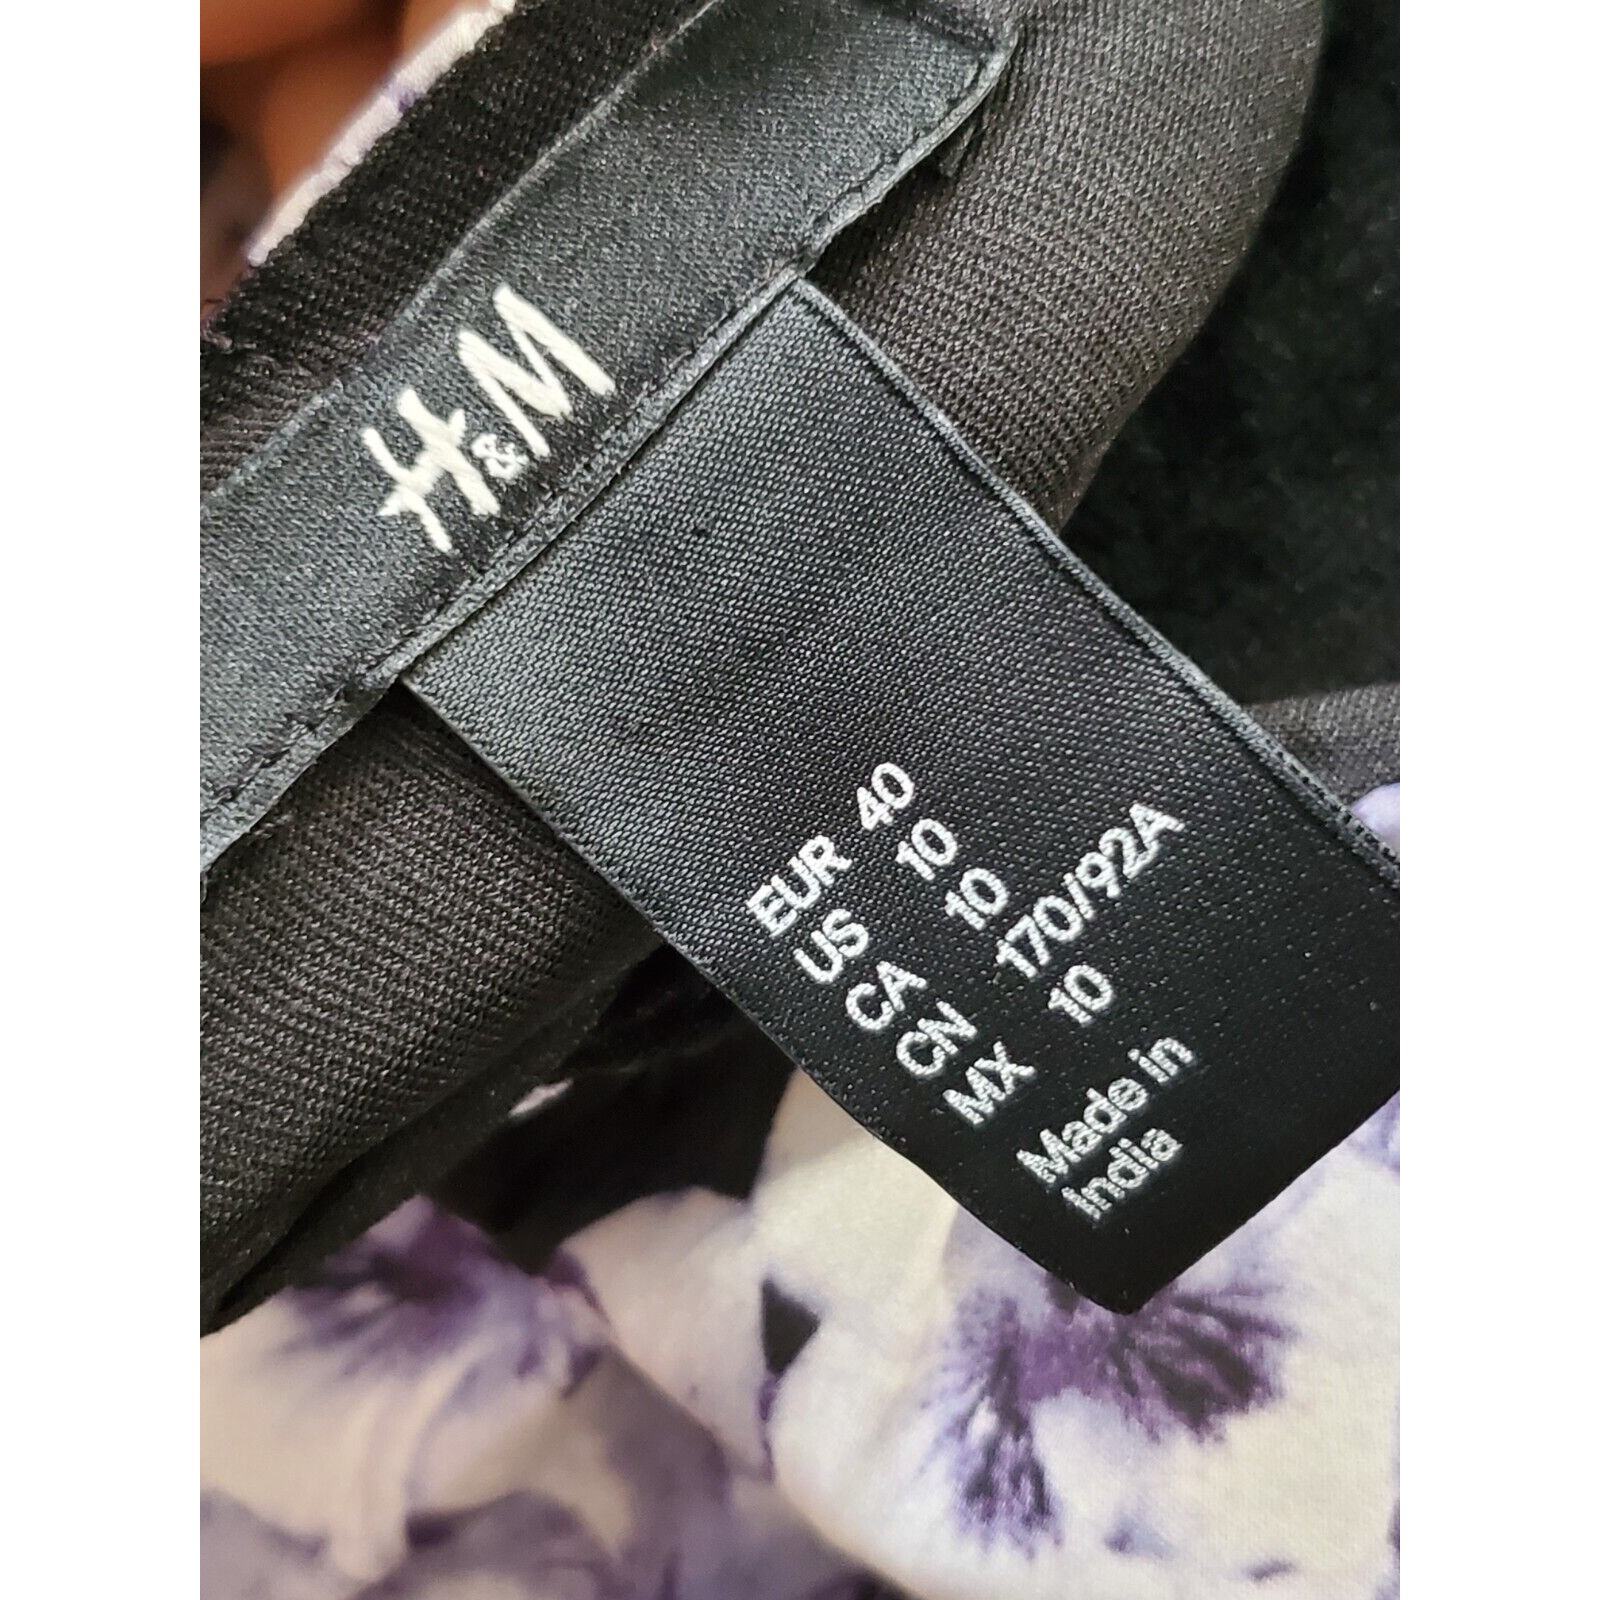 H&M
EUR 40
US 10
CA 10
CN 170/92A
MX 10
Made in
India